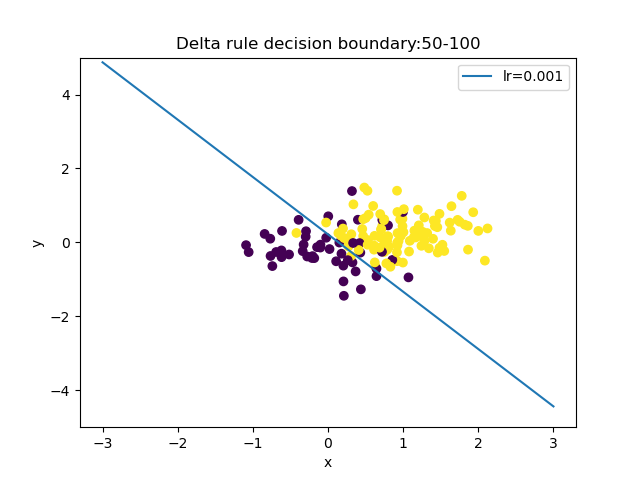 Delta rule decision boundary:50-100
lr=0.001
4
2
0
−2
−4
y
−3 −2 −1 0 1 2 3
x